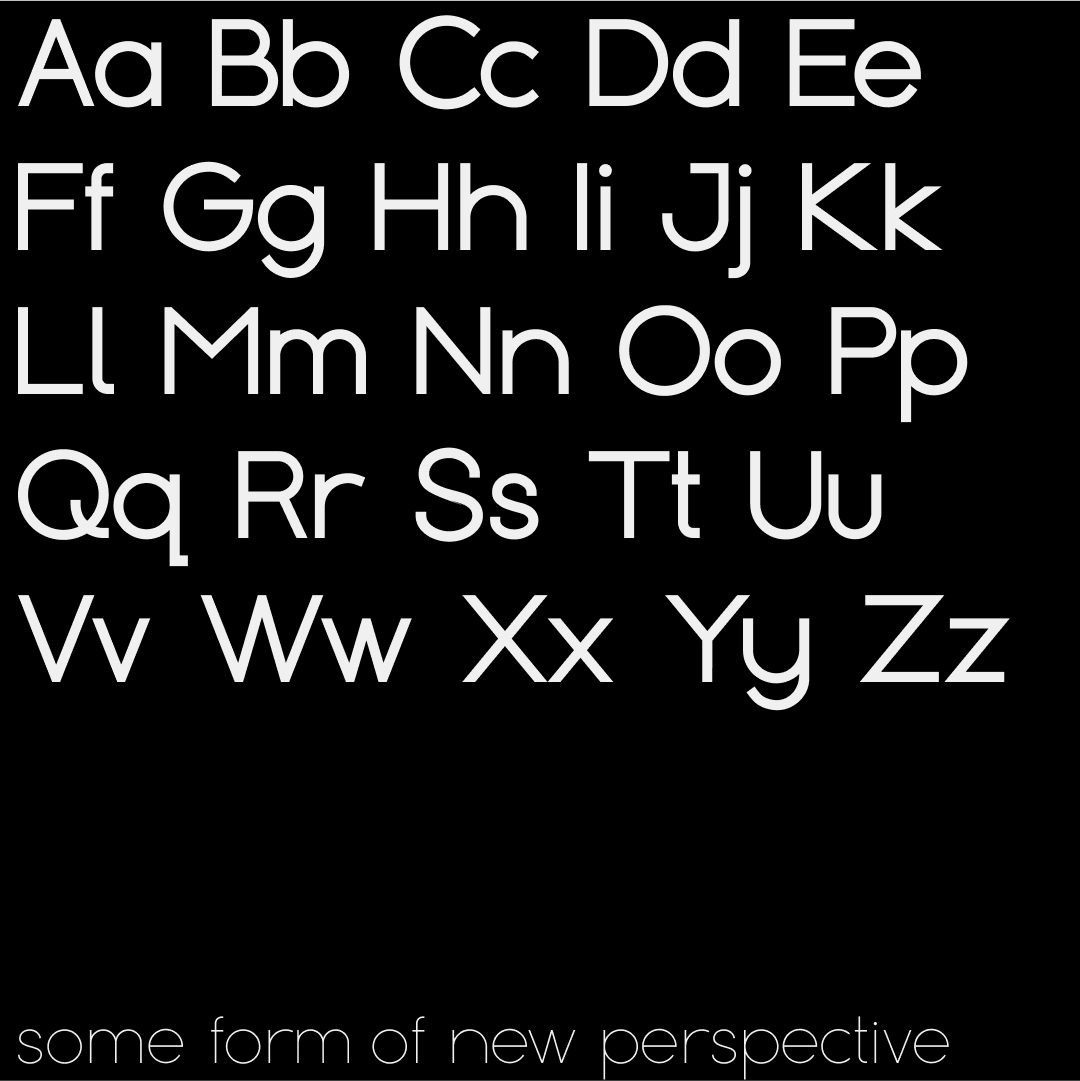 Aa Bb Cc Dd Ee
Ff Gg Hh Ii Jj Kk
Ll Mm Nn Oo Pp
Qq Rr Ss Tt Uu
Vv Ww Xx Yy Zz
some form of new perspective